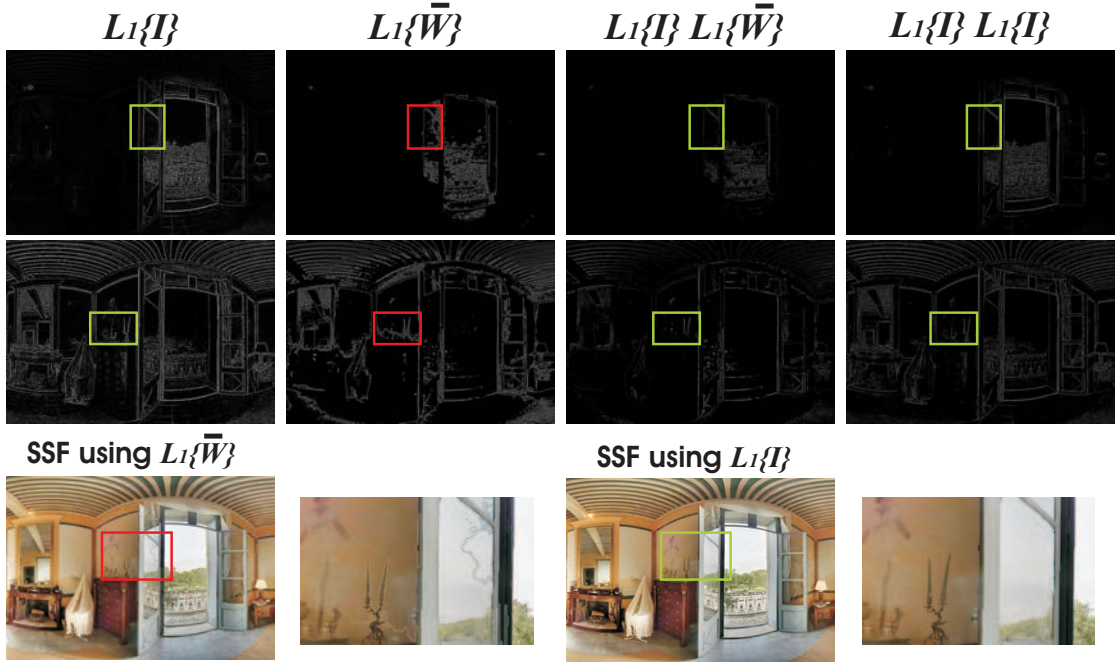 L₁{I} L₁{W̅} L₁{I} L₁{W̅} L₁{I} L₁{I}
SSF using L₁{W̅} SSF using L₁{I}